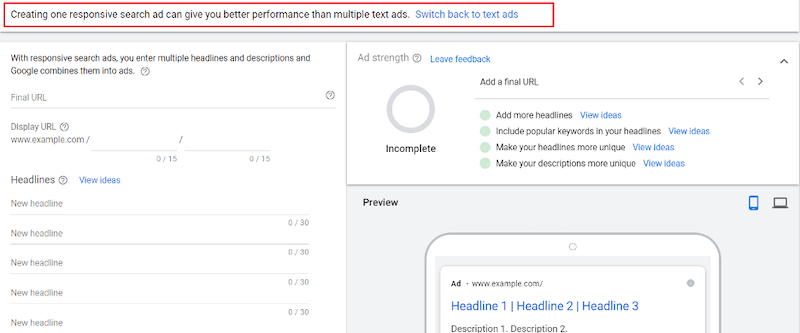 Creating one responsive search ad can give you better performance than multiple text ads. Switch back to text ads
With responsive search ads, you enter multiple headlines and descriptions and
Google combines them into ads.
Final URL
Display URL
www.example.com / /
0 / 15 0 / 15
Headlines View ideas
New headline
0 / 30
New headline
0 / 30
New headline
0 / 30
New headline
0 / 30
New headline
Ad strength Leave feedback
Incomplete
Add a final URL
Add more headlines View ideas
Include popular keywords in your headlines View ideas
Make your headlines more unique View ideas
Make your descriptions more unique View ideas
Preview
Ad · www.example.com/
Headline 1 | Headline 2 | Headline 3
Description 1. Description 2.